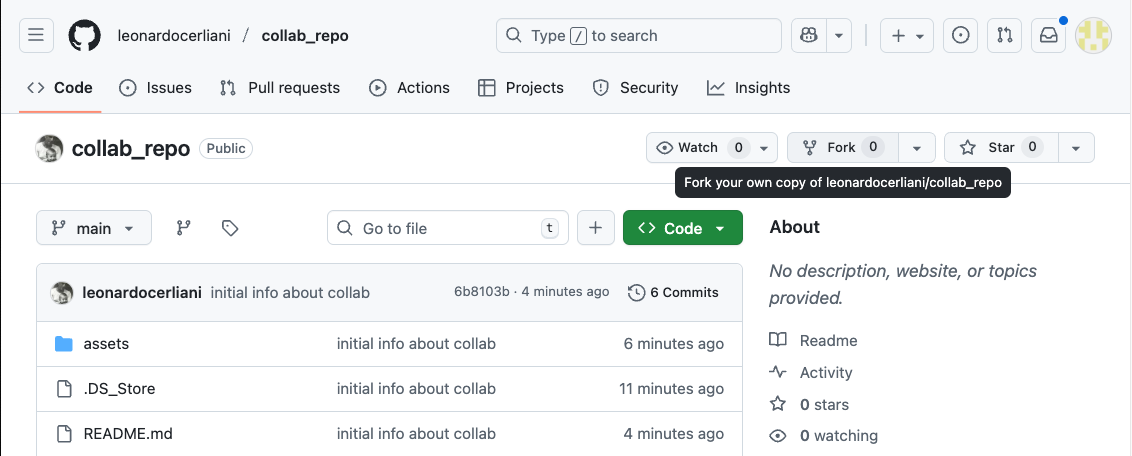 leonardocerliani / collab_repo Type / to search
Code Issues Pull requests Actions Projects Security Insights
collab_repo Public Watch 0 Fork 0 Star 0
Fork your own copy of leonardocerliani/collab_repo
main Go to file t Code About
No description, website, or topics
provided.
leonardocerliani initial info about collab 6b8103b · 4 minutes ago 6 Commits
assets initial info about collab 6 minutes ago
Readme
Activity
.DS_Store initial info about collab 11 minutes ago
0 stars
README.md initial info about collab 4 minutes ago
0 watching